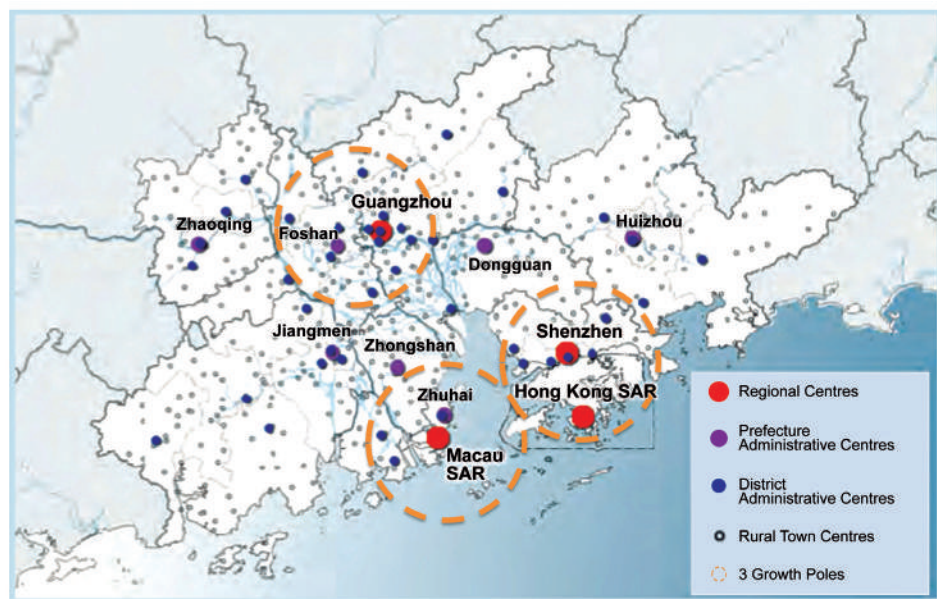 Guangzhou
Zhaoqing
Foshan
Huizhou
Dongguan
Jiangmen
Zhongshan
Shenzhen
Zhuhai
Hong Kong SAR
Macau
SAR
Regional Centres
Prefecture
Administrative Centres
District
Administrative Centres
Rural Town Centres
3 Growth Poles